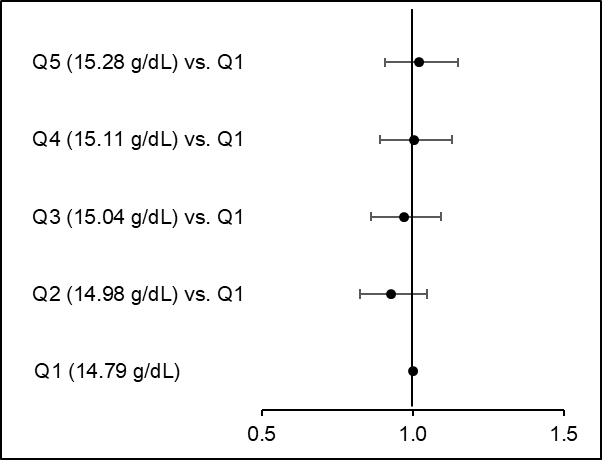 Q5 (15.28 g/dL) vs. Q1
Q4 (15.11 g/dL) vs. Q1
Q3 (15.04 g/dL) vs. Q1
Q2 (14.98 g/dL) vs. Q1
Q1 (14.79 g/dL)
0.5 1.0 1.5